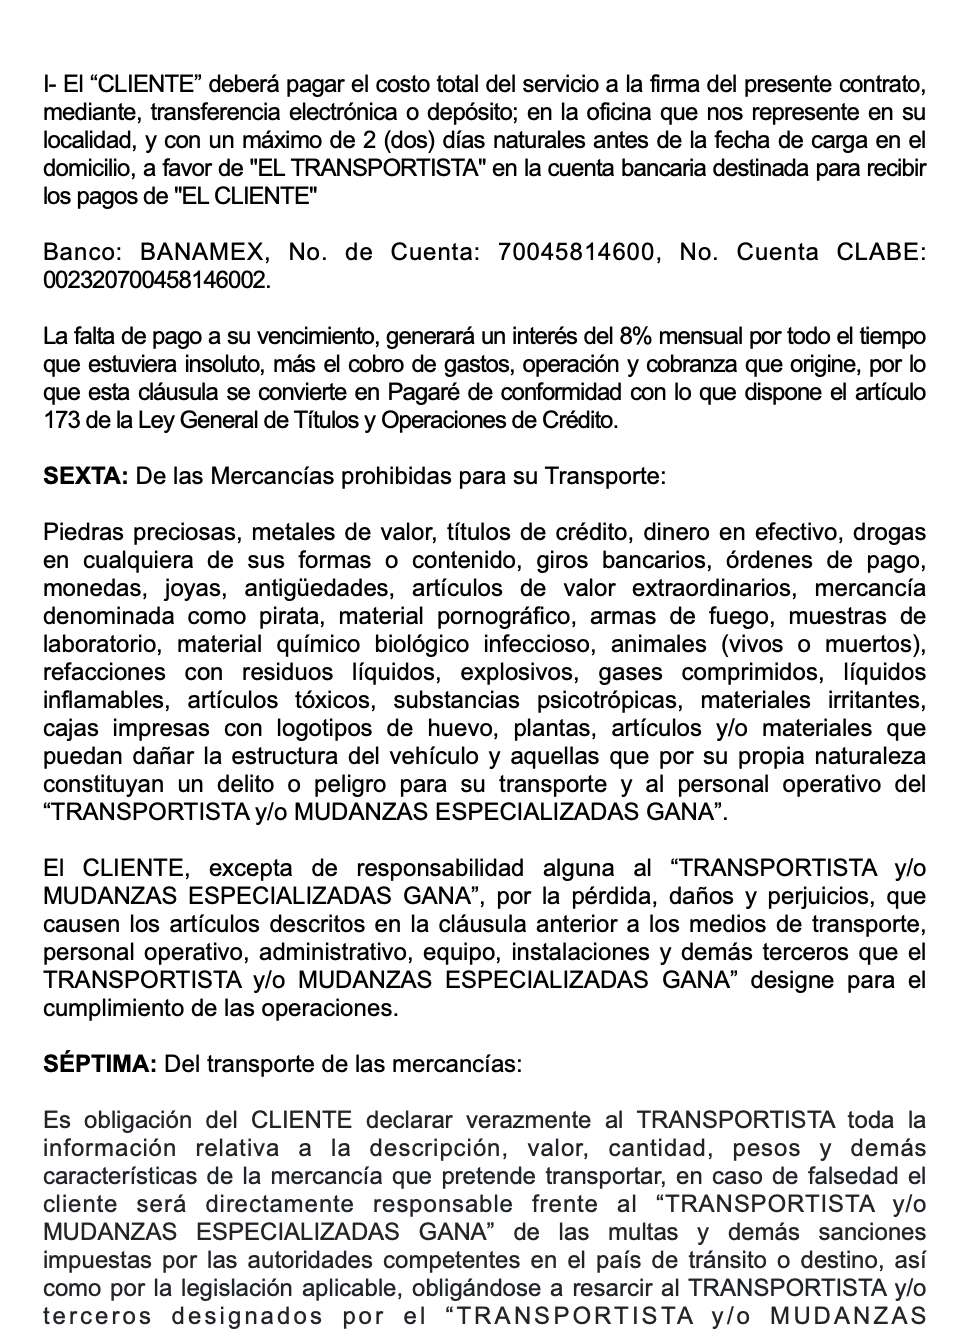 I- El “CLIENTE” deberá pagar el costo total del servicio a la firma del presente contrato,
mediante, transferencia electrónica o depósito; en la oficina que nos represente en su
localidad, y con un máximo de 2 (dos) días naturales antes de la fecha de carga en el
domicilio, a favor de "EL TRANSPORTISTA" en la cuenta bancaria destinada para recibir
los pagos de "EL CLIENTE"
Banco: BANAMEX, No. de Cuenta: 70045814600, No. Cuenta CLABE:
002320700458146002.
La falta de pago a su vencimiento, generará un interés del 8% mensual por todo el tiempo
que estuviera insoluto, más el cobro de gastos, operación y cobranza que origine, por lo
que esta cláusula se convierte en Pagaré de conformidad con lo que dispone el artículo
173 de la Ley General de Títulos y Operaciones de Crédito.
SEXTA: De las Mercancías prohibidas para su Transporte:
Piedras preciosas, metales de valor, títulos de crédito, dinero en efectivo, drogas
en cualquiera de sus formas o contenido, giros bancarios, órdenes de pago,
monedas, joyas, antigüedades, artículos de valor extraordinarios, mercancía
denominada como pirata, material pornográfico, armas de fuego, muestras de
laboratorio, material químico biológico infeccioso, animales (vivos o muertos),
refacciones con residuos líquidos, explosivos, gases comprimidos, líquidos
inflamables, artículos tóxicos, substancias psicotrópicas, materiales irritantes,
cajas impresas con logotipos de huevo, plantas, artículos y/o materiales que
puedan dañar la estructura del vehículo y aquellas que por su propia naturaleza
constituyan un delito o peligro para su transporte y al personal operativo del
“TRANSPORTISTA y/o MUDANZAS ESPECIALIZADAS GANA”.
El CLIENTE, excepta de responsabilidad alguna al “TRANSPORTISTA y/o
MUDANZAS ESPECIALIZADAS GANA”, por la pérdida, daños y perjuicios, que
causen los artículos descritos en la cláusula anterior a los medios de transporte,
personal operativo, administrativo, equipo, instalaciones y demás terceros que el
TRANSPORTISTA y/o MUDANZAS ESPECIALIZADAS GANA” designe para el
cumplimiento de las operaciones.
SÉPTIMA: Del transporte de las mercancías:
Es obligación del CLIENTE declarar verazmente al TRANSPORTISTA toda la
información relativa a la descripción, valor, cantidad, pesos y demás
características de la mercancía que pretende transportar, en caso de falsedad el
cliente será directamente responsable frente al “TRANSPORTISTA y/o
MUDANZAS ESPECIALIZADAS GANA” de las multas y demás sanciones
impuestas por las autoridades competentes en el país de tránsito o destino, así
como por la legislación aplicable, obligándose a resarcir al TRANSPORTISTA y/o
terceros designados por el “TRANSPORTISTA y/o MUDANZAS